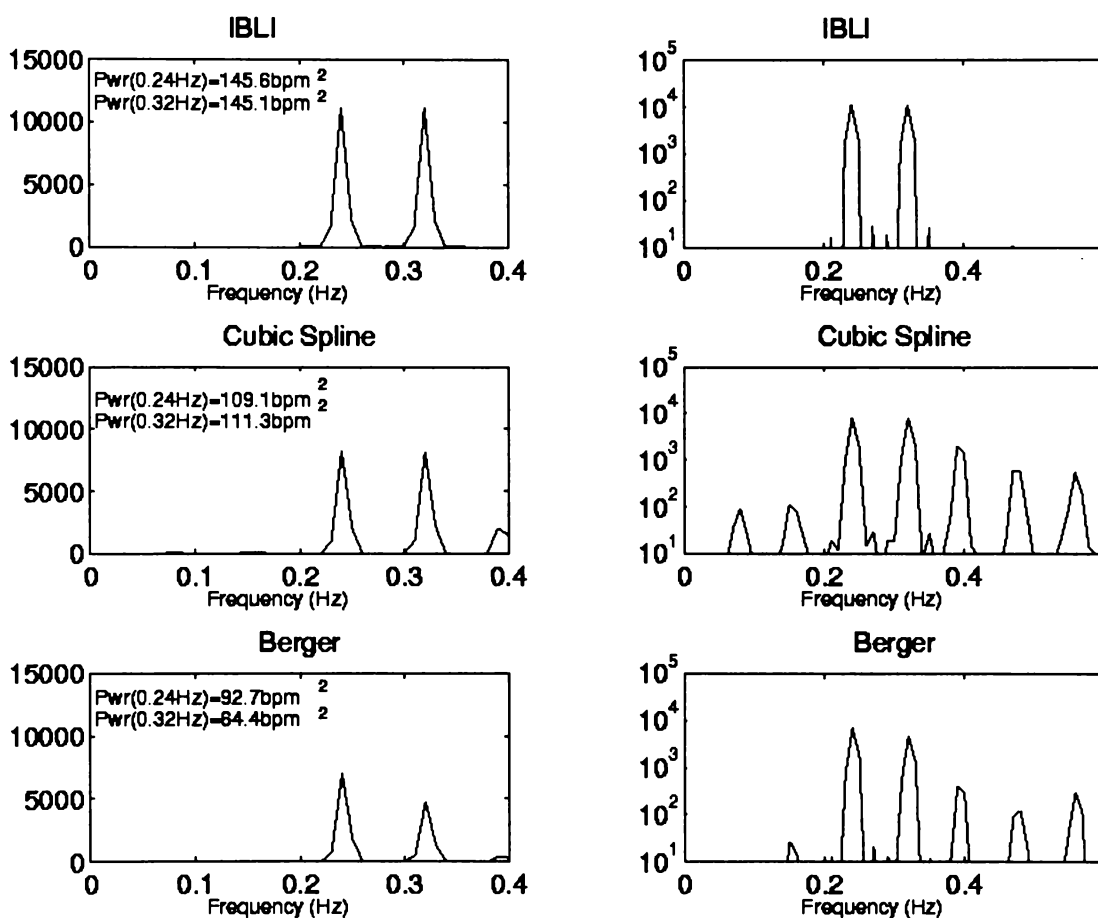 IBLI
15000
10000
5000
0
Pwr(0.24Hz)=145.6bpm 2
Pwr(0.32Hz)=145.1bpm 2
0 0.1 0.2 0.3 0.4
Frequency (Hz)
IBLI
10^5
10^4
10^3
10^2
10^1
0 0.2 0.4
Frequency (Hz)
Cubic Spline
15000
10000
5000
0
Pwr(0.24Hz)=109.1bpm 2
Pwr(0.32Hz)=111.3bpm 2
0 0.1 0.2 0.3 0.4
Frequency (Hz)
Cubic Spline
10^5
10^4
10^3
10^2
10^1
0 0.2 0.4
Frequency (Hz)
Berger
15000
10000
5000
0
Pwr(0.24Hz)=92.7bpm 2
Pwr(0.32Hz)=64.4bpm 2
0 0.1 0.2 0.3 0.4
Frequency (Hz)
Berger
10^5
10^4
10^3
10^2
10^1
0 0.2 0.4
Frequency (Hz)